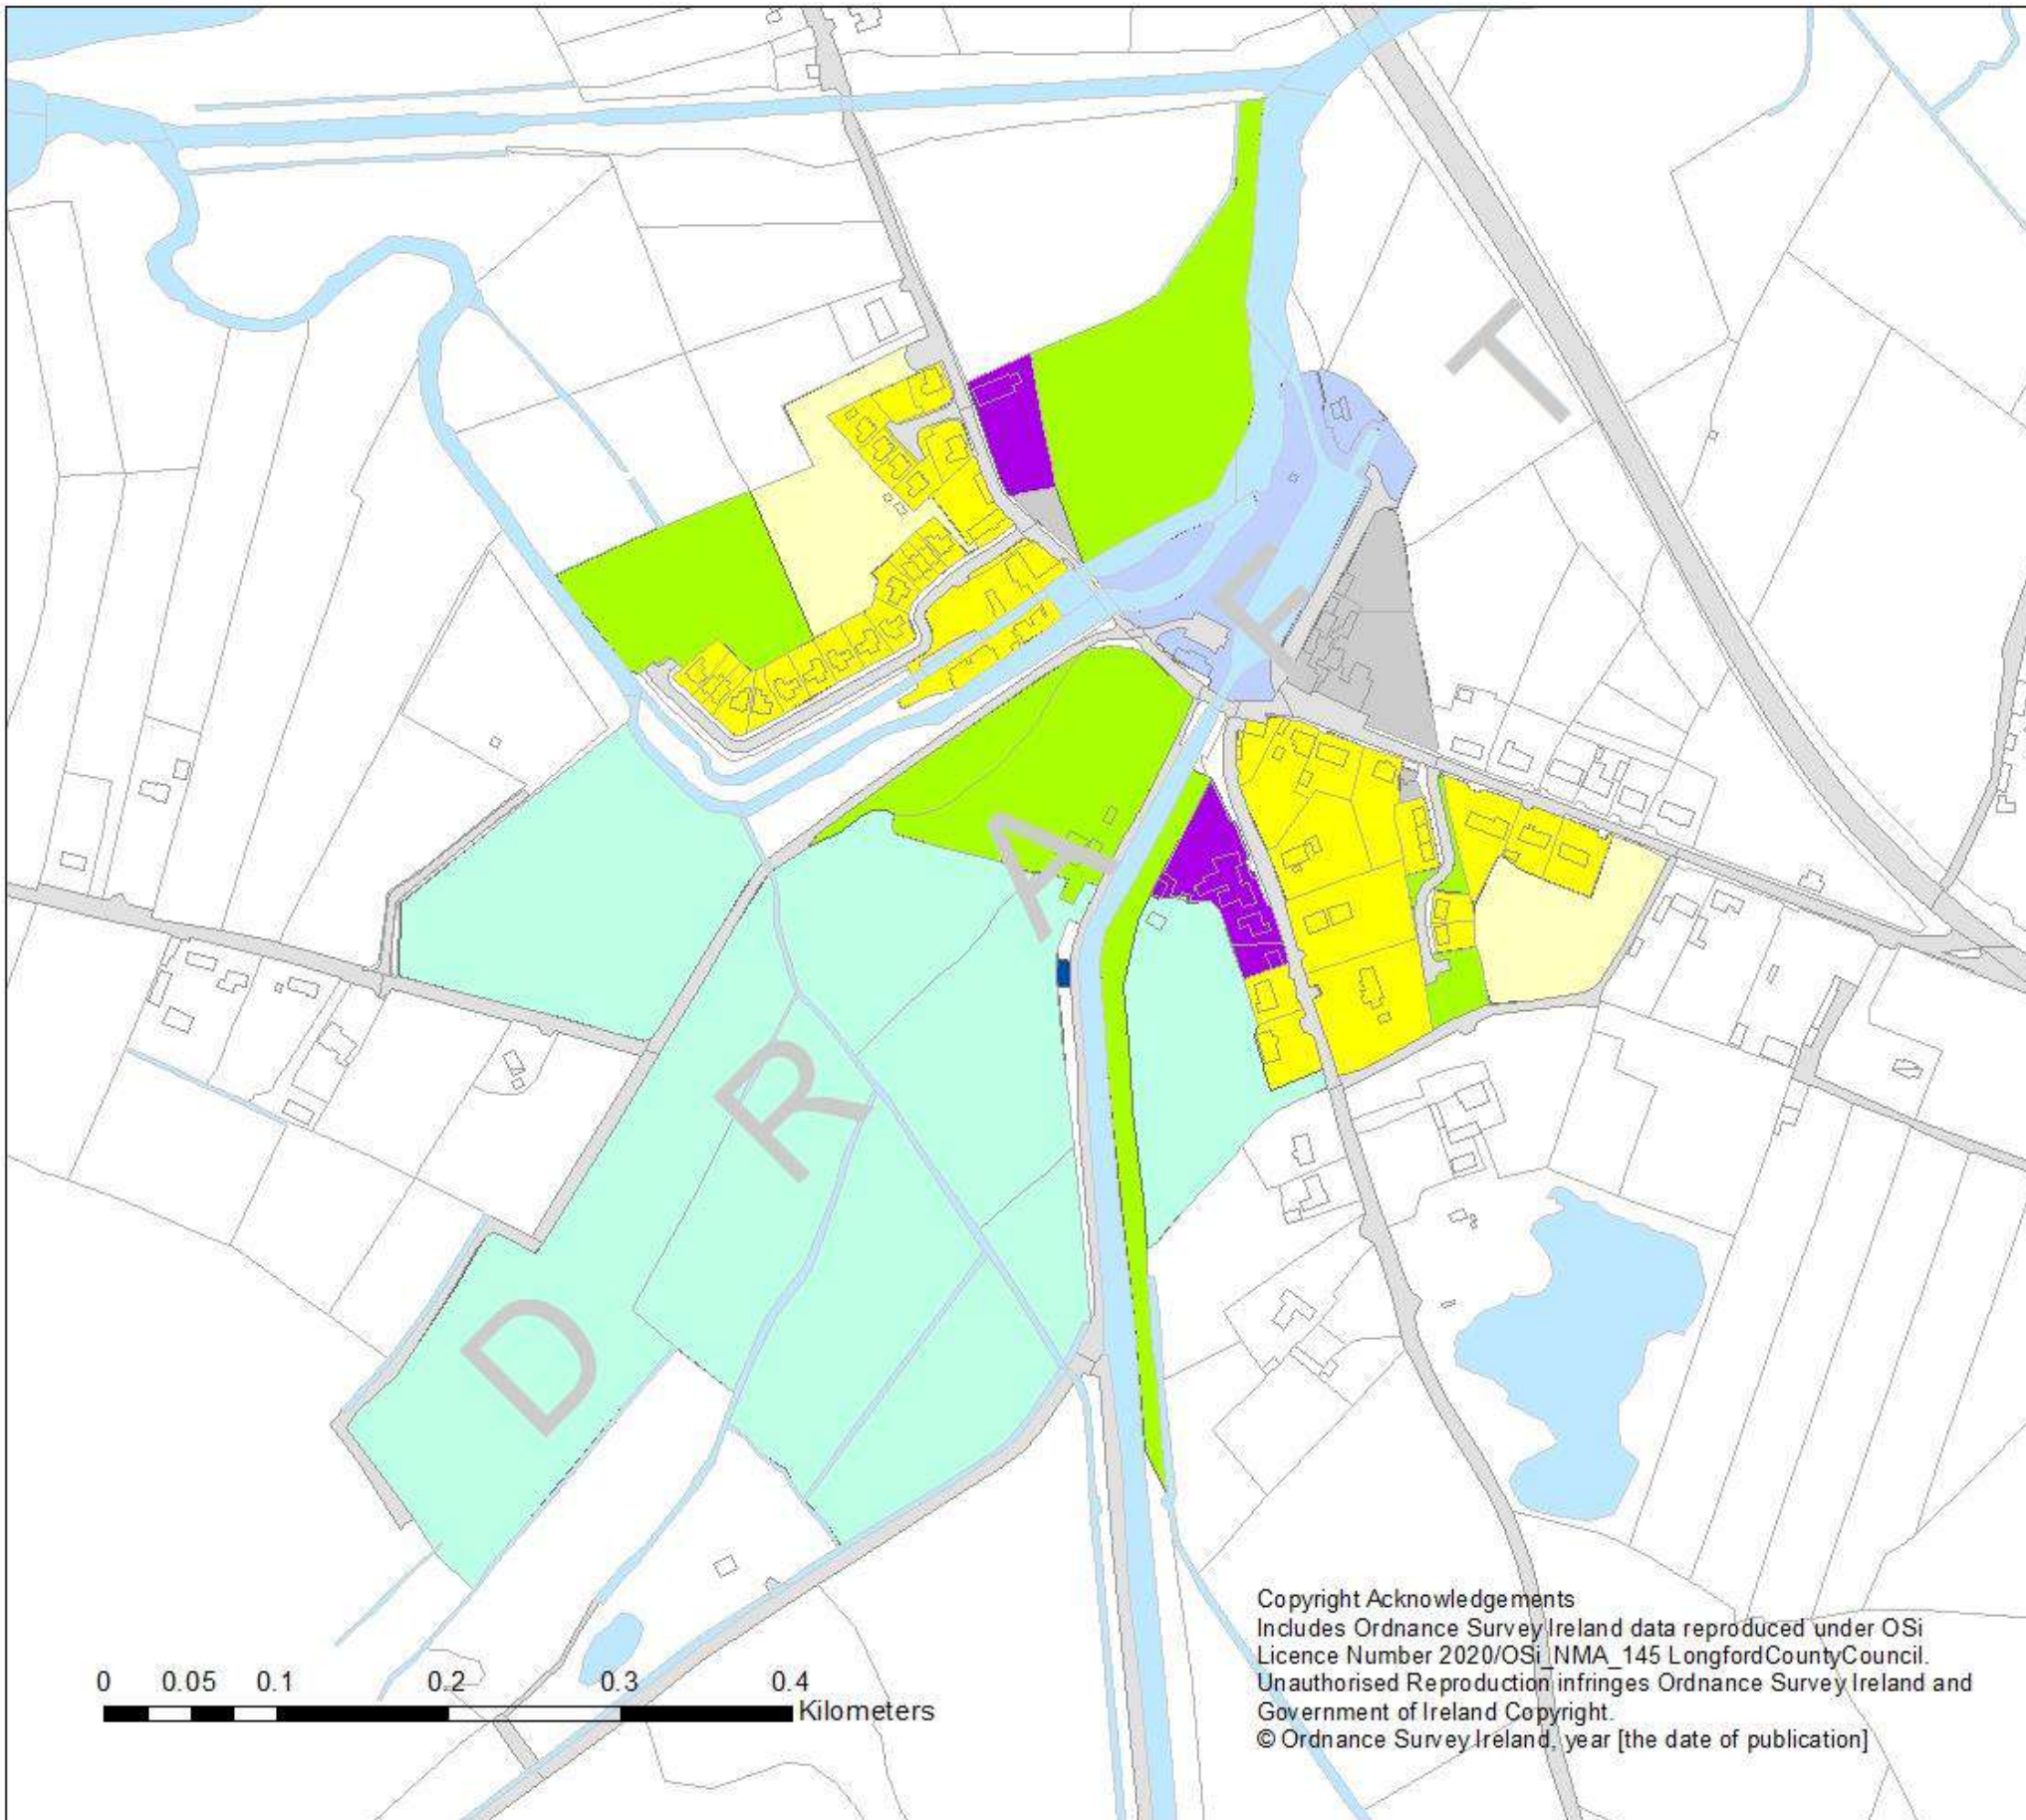 DRAFT
0 0.05 0.1 0.2 0.3 0.4
Kilometers
Copyright Acknowledgements
Includes Ordnance Survey Ireland data reproduced under OSi
Licence Number 2020/OSi_NMA_145 LongfordCountyCouncil.
Unauthorised Reproduction infringes Ordnance Survey Ireland and
Government of Ireland Copyright.
© Ordnance Survey Ireland, year [the date of publication]